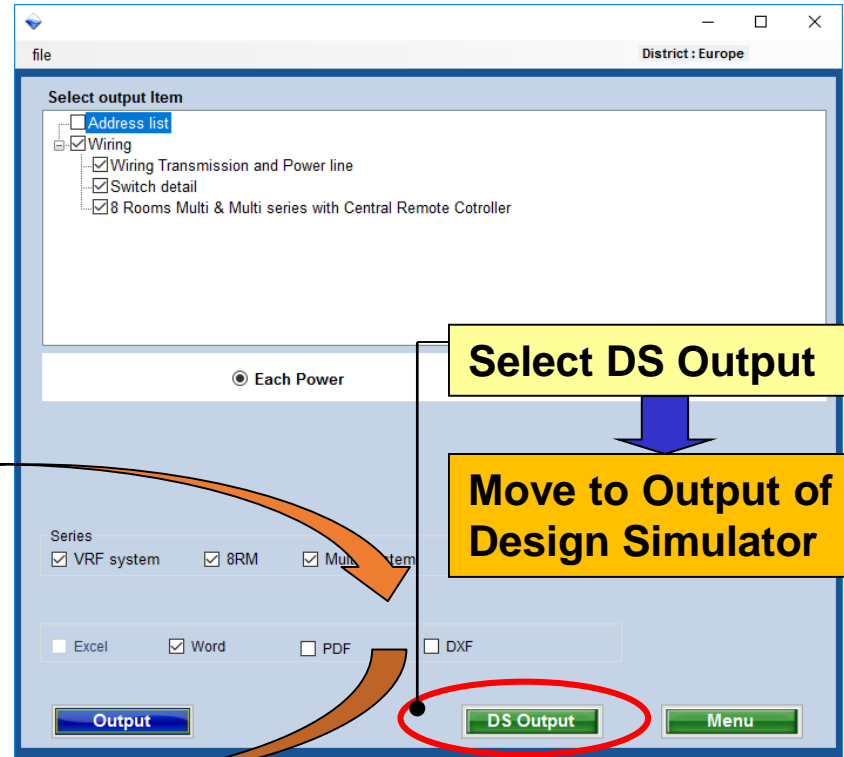 file
District : Europe
Select output Item
Address list
Wiring
Wiring Transmission and Power line
Switch detail
8 Rooms Multi & Multi series with Central Remote Cotroller
Each Power
Select DS Output
Move to Output of
Design Simulator
Series
VRF system
8RM
Excel
Word
PDF
DXF
Output
DS Output
Menu